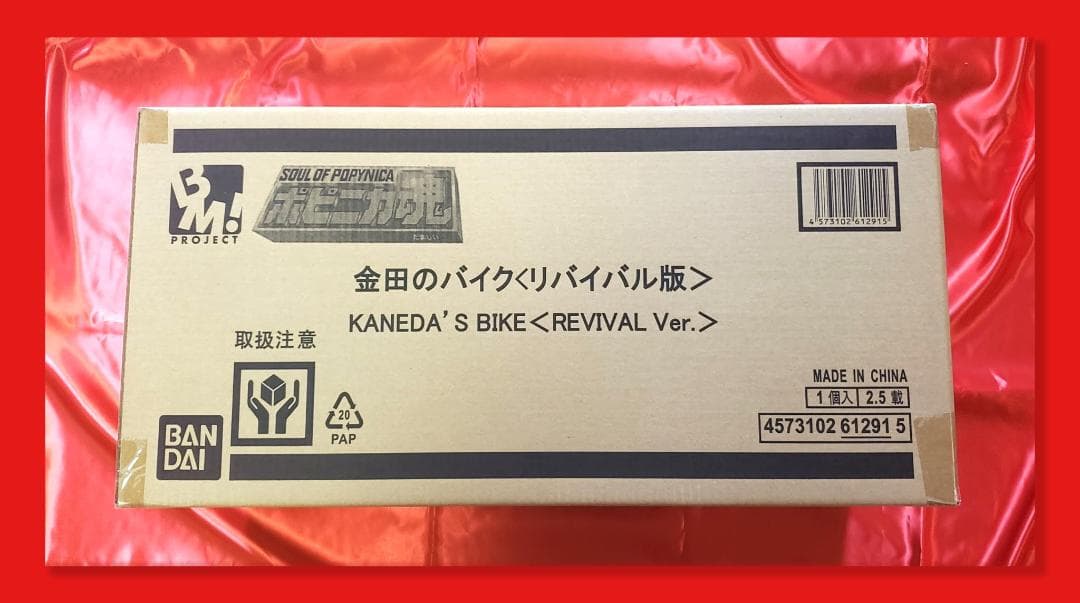 BM!
PROJECT
SOUL OF POPYNICA
ポピニカ魂
だましい
4573102612915
金田のバイク<リバイバル版>
KANEDA'S BIKE<REVIVAL Ver.>
取扱注意
20
PAP
MADE IN CHINA
1個入 2.5載
4573102 61291 5
BAN
DAI